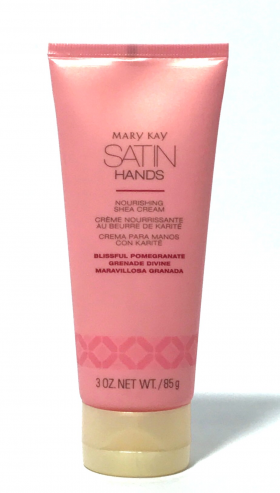 MARY KAY
SATIN
HANDS
NOURISHING
SHEA CREAM
CRÈME NOURRISSANTE
AU BEURRE DE KARITÉ
CREMA PARA MANOS
CON KARITÉ
BLISSFUL POMEGRANATE
GRENADE DIVINE
MARAVILLOSA GRANADA
3 OZ. NET WT./85g